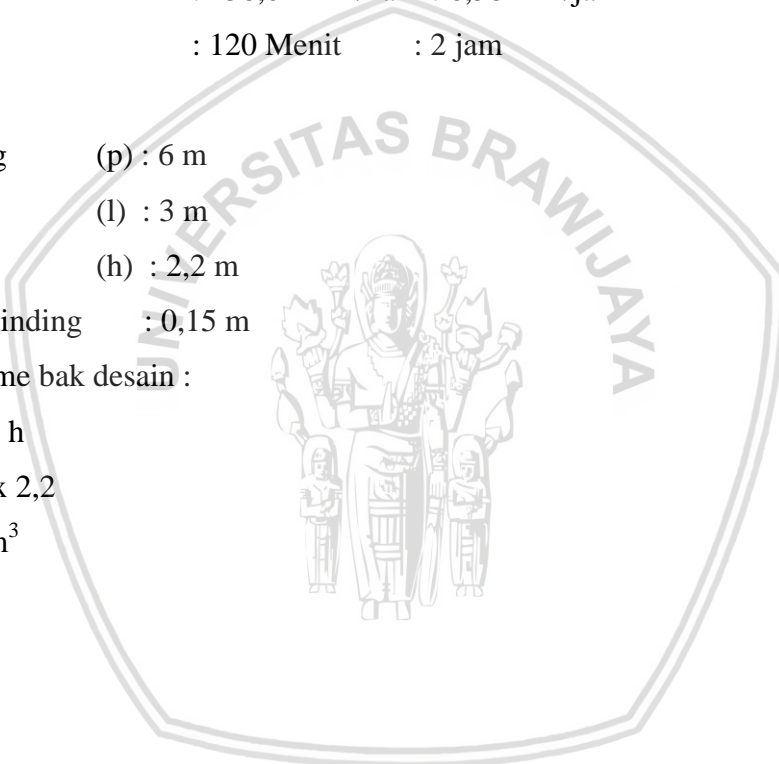 : 120 Menit : 2 jam
g (p) : 6 m
(l) : 3 m
(h) : 2,2 m
inding : 0,15 m
me bak desain :
h
x 2,2
m³
UNIVERSITAS BRAWIJAYA